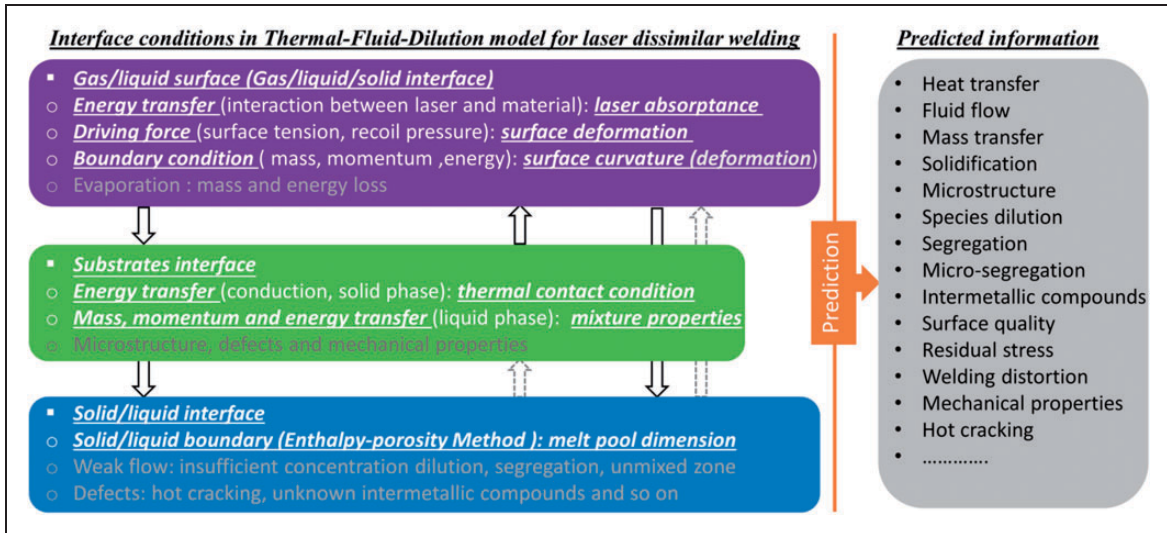 Interface conditions in Thermal-Fluid-Dilution model for laser dissimilar welding
▪ Gas/liquid surface (Gas/liquid/solid interface)
○ Energy transfer (interaction between laser and material): laser absorptance
○ Driving force (surface tension, recoil pressure): surface deformation
○ Boundary condition ( mass, momentum ,energy): surface curvature (deformation)
○ Evaporation : mass and energy loss
▪ Substrates interface
○ Energy transfer (conduction, solid phase): thermal contact condition
○ Mass, momentum and energy transfer (liquid phase): mixture properties
○ Microstructure, defects and mechanical properties
▪ Solid/liquid interface
○ Solid/liquid boundary (Enthalpy-porosity Method ): melt pool dimension
○ Weak flow: insufficient concentration dilution, segregation, unmixed zone
○ Defects: hot cracking, unknown intermetallic compounds and so on
Prediction
Predicted information
• Heat transfer
• Fluid flow
• Mass transfer
• Solidification
• Microstructure
• Species dilution
• Segregation
• Micro-segregation
• Intermetallic compounds
• Surface quality
• Residual stress
• Welding distortion
• Mechanical properties
• Hot cracking
• ………….